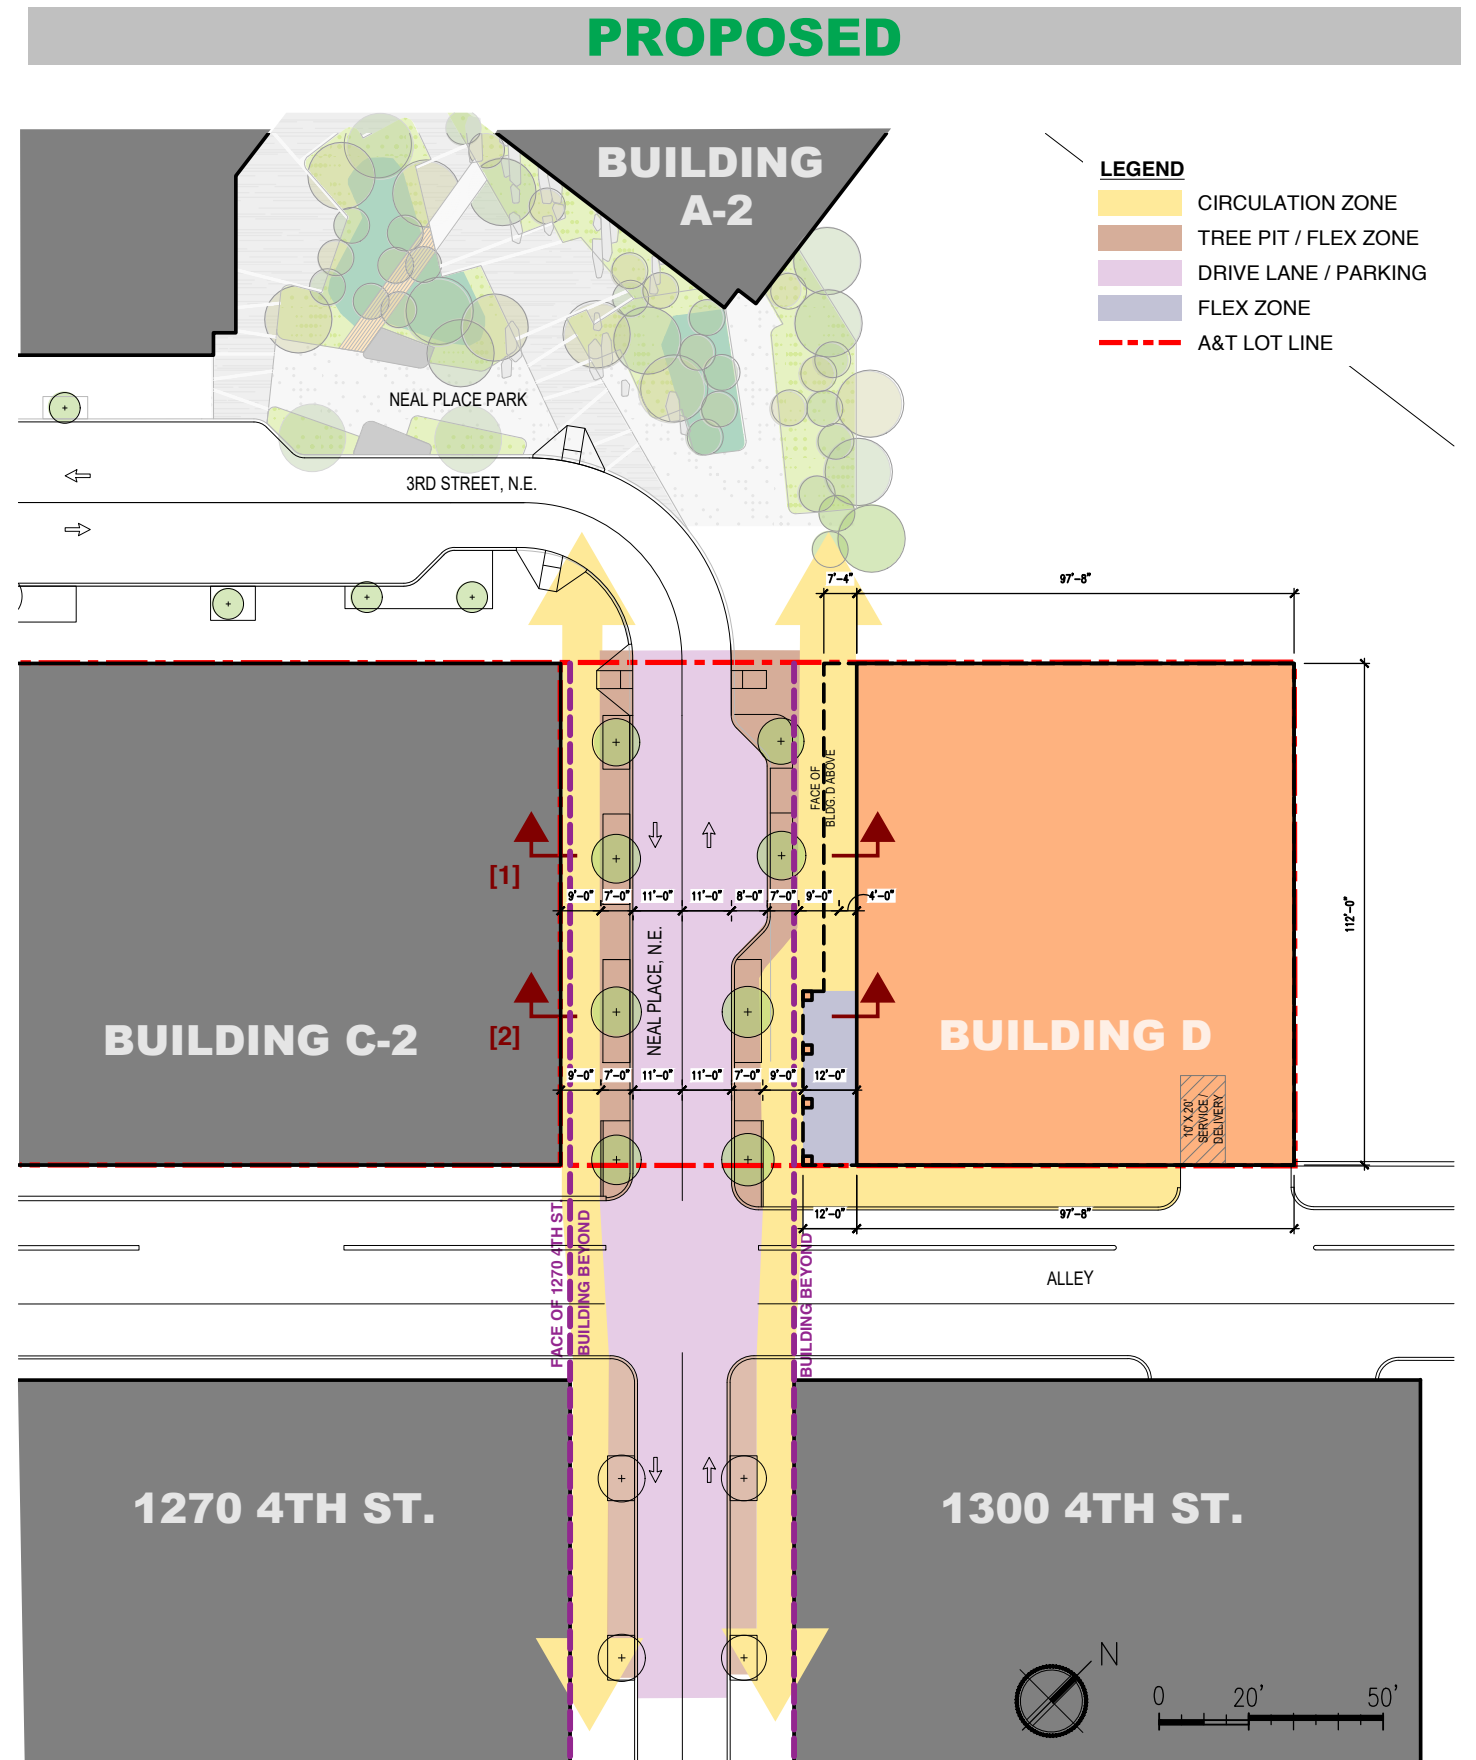 PROPOSED
BUILDING
A-2
LEGEND
CIRCULATION ZONE
TREE PIT / FLEX ZONE
DRIVE LANE / PARKING
FLEX ZONE
A&T LOT LINE
NEAL PLACE PARK
3RD STREET, N.E.
7'-4"
97'-8"
FACE OF
BLDG. D ABOVE
[1]
9'-0"
7'-0"
11'-0"
11'-0"
8'-0"
7'-0"
9'-0"
4'-0"
112'-0"
NEAL PLACE, N.E.
BUILDING C-2
[2]
BUILDING D
9'-0"
7'-0"
11'-0"
11'-0"
7'-0"
9'-0"
12'-0"
10' X 20'
SERVICE/
DELIVERY
12'-0"
97'-8"
FACE OF 1270 4TH ST.
BUILDING BEYOND
BUILDING BEYOND
ALLEY
1270 4TH ST.
1300 4TH ST.
N
0
20'
50'